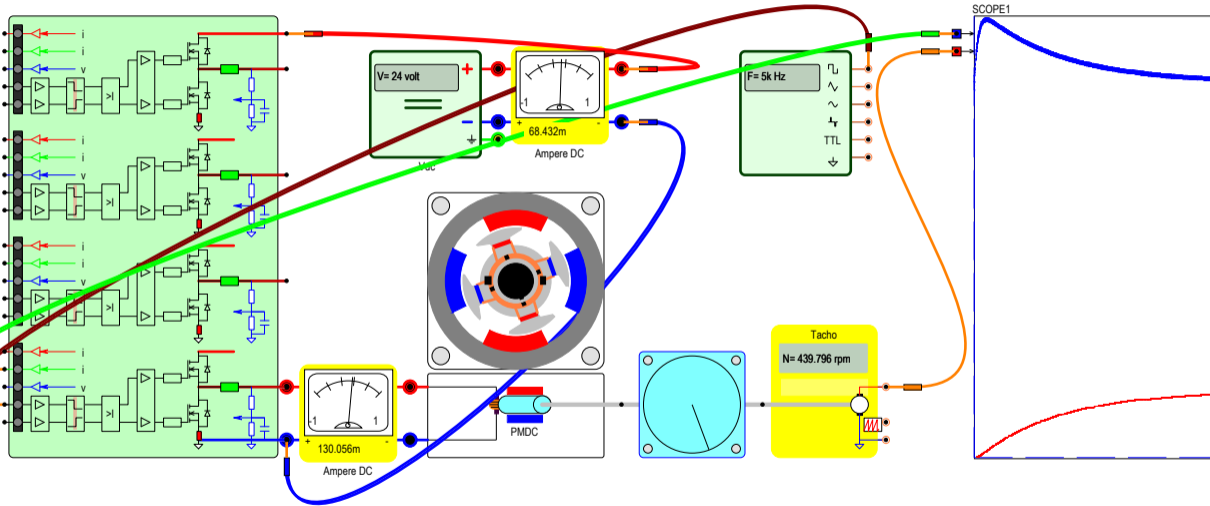 SCOPE1
i
i
v
>|
V= 24 volt
+
-
-1
1
+
-
68.432m
Ampere DC
Vdc
F= 5k Hz
TTL
i
i
v
>|
i
i
v
>|
i
i
v
>|
-1
1
+
-
130.056m
Ampere DC
PMDC
Tacho
N= 439.796 rpm